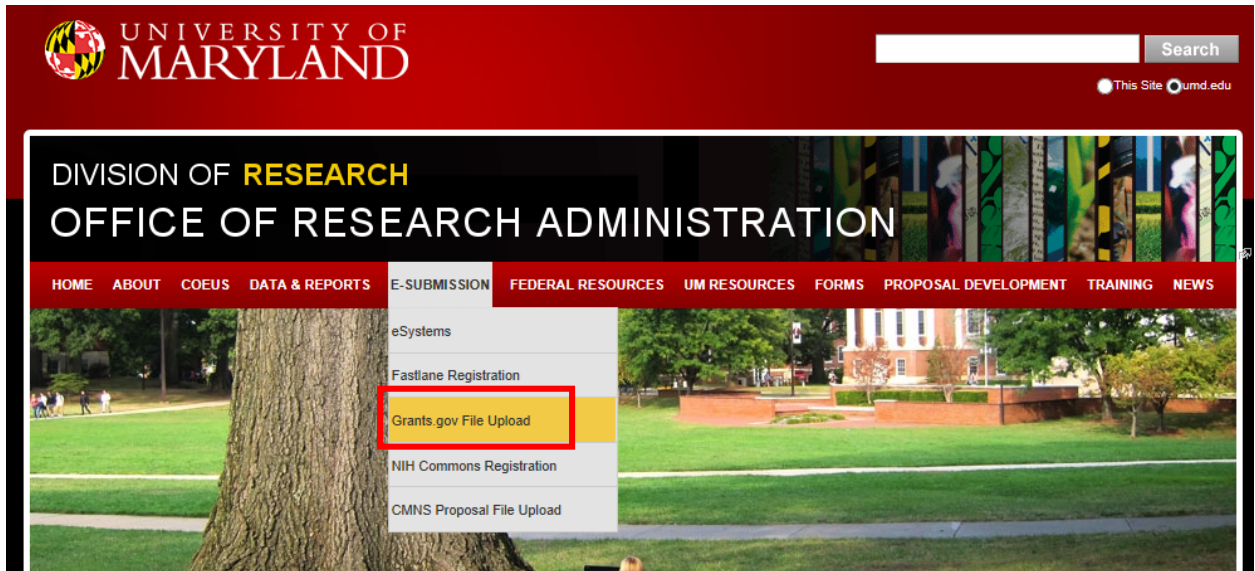 UNIVERSITY OF
MARYLAND
Search
This Site umd.edu
DIVISION OF RESEARCH
OFFICE OF RESEARCH ADMINISTRATION
HOME ABOUT COEUS DATA & REPORTS E-SUBMISSION FEDERAL RESOURCES UM RESOURCES FORMS PROPOSAL DEVELOPMENT TRAINING NEWS
eSystems
Fastlane Registration
Grants.gov File Upload
NIH Commons Registration
CMNS Proposal File Upload